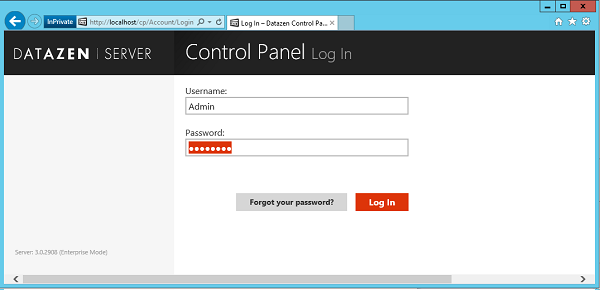 InPrivate
http://localhost/cp/Account/Login
Log In – Datazen Control Pa...
DATAZEN | SERVER
Control Panel Log In
Username:
Admin
Password:
••••••••
Forgot your password?
Log In
Server: 3.0.2908 (Enterprise Mode)